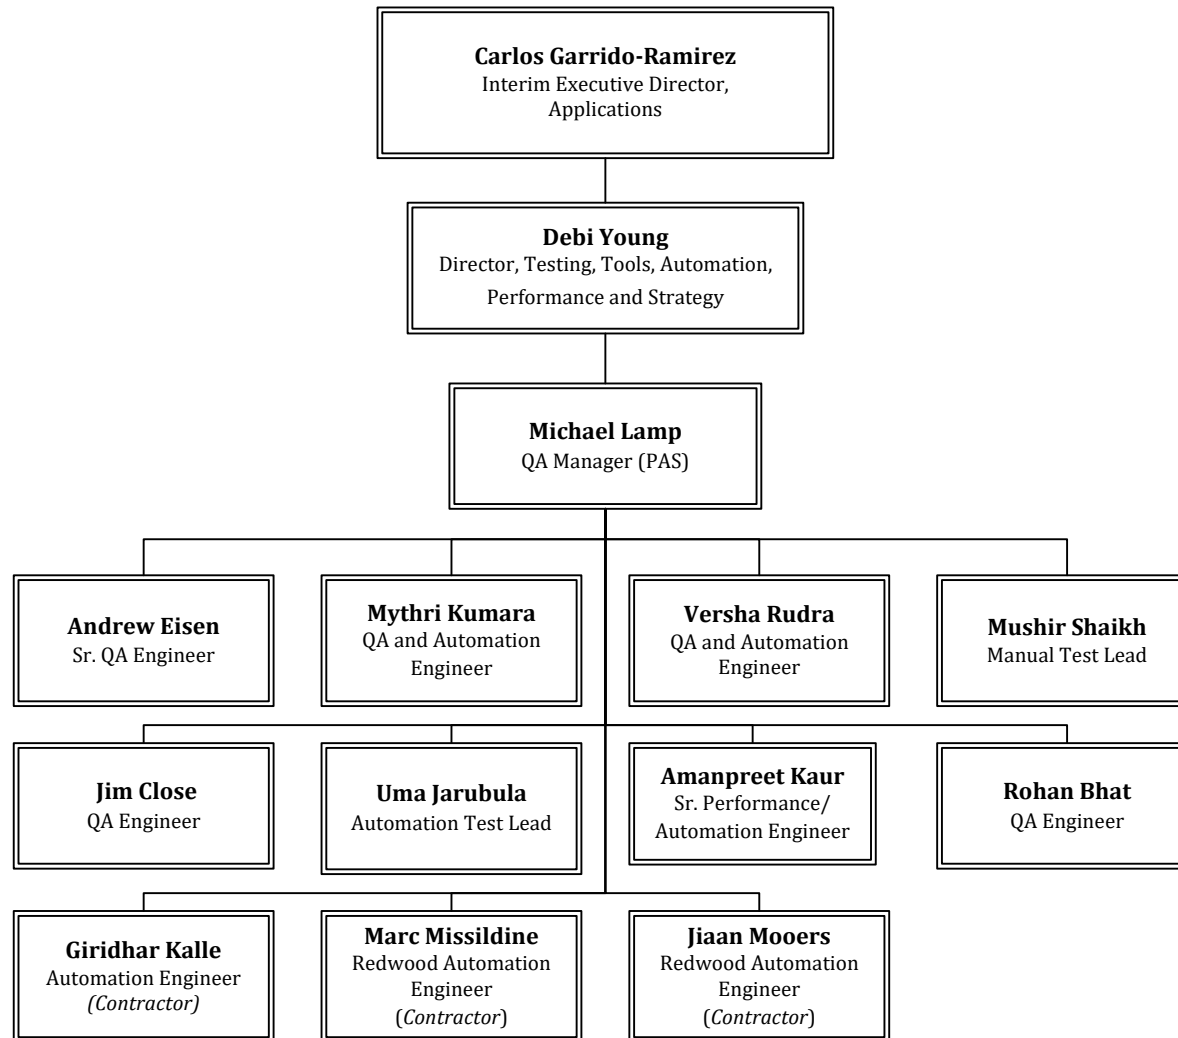 Carlos Garrido-Ramirez
Interim Executive Director,
Applications
Debi Young
Director, Testing, Tools, Automation,
Performance and Strategy
Michael Lamp
QA Manager (PAS)
Andrew Eisen
Sr. QA Engineer
Mythri Kumara
QA and Automation
Engineer
Versha Rudra
QA and Automation
Engineer
Mushir Shaikh
Manual Test Lead
Jim Close
QA Engineer
Uma Jarubula
Automation Test Lead
Amanpreet Kaur
Sr. Performance/
Automation Engineer
Rohan Bhat
QA Engineer
Giridhar Kalle
Automation Engineer
(Contractor)
Marc Missildine
Redwood Automation
Engineer
(Contractor)
Jiaan Mooers
Redwood Automation
Engineer
(Contractor)